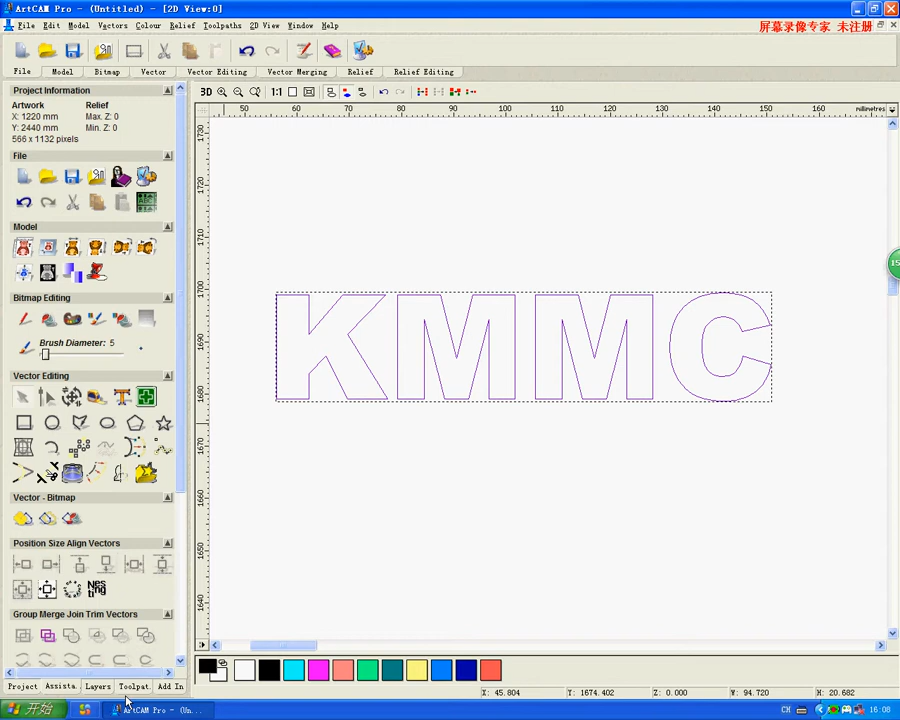 ArtCAM Pro - (Untitled) - [2D View:0]
File Edit Model Vectors Colour Relief Toolpaths 2D View Window Help
屏幕录像专家 未注册
File Model Bitmap Vector Vector Editing Vector Merging Relief Relief Editing
Project Information
Artwork Relief
X: 1220 mm Max. Z: 0
Y: 2440 mm Min. Z: 0
566 x 1132 pixels
File
Model
Bitmap Editing
Brush Diameter: 5
Vector Editing
Vector - Bitmap
Position Size Align Vectors
Nes
ting
Group Merge Join Trim Vectors
Project Assista. Layers Toolpat. Add In
3D 1:1
50 60 70 80 90 100 110 120 130 140 150 160 millimetres
1730
1720
1710
1700
1690
1680
1670
1660
1650
1640
KMMC
15
X: 45.804 Y: 1674.402 Z: 0.000 W: 94.720 H: 20.682
开始 ArtCAM Pro - (Un... CH 16:08